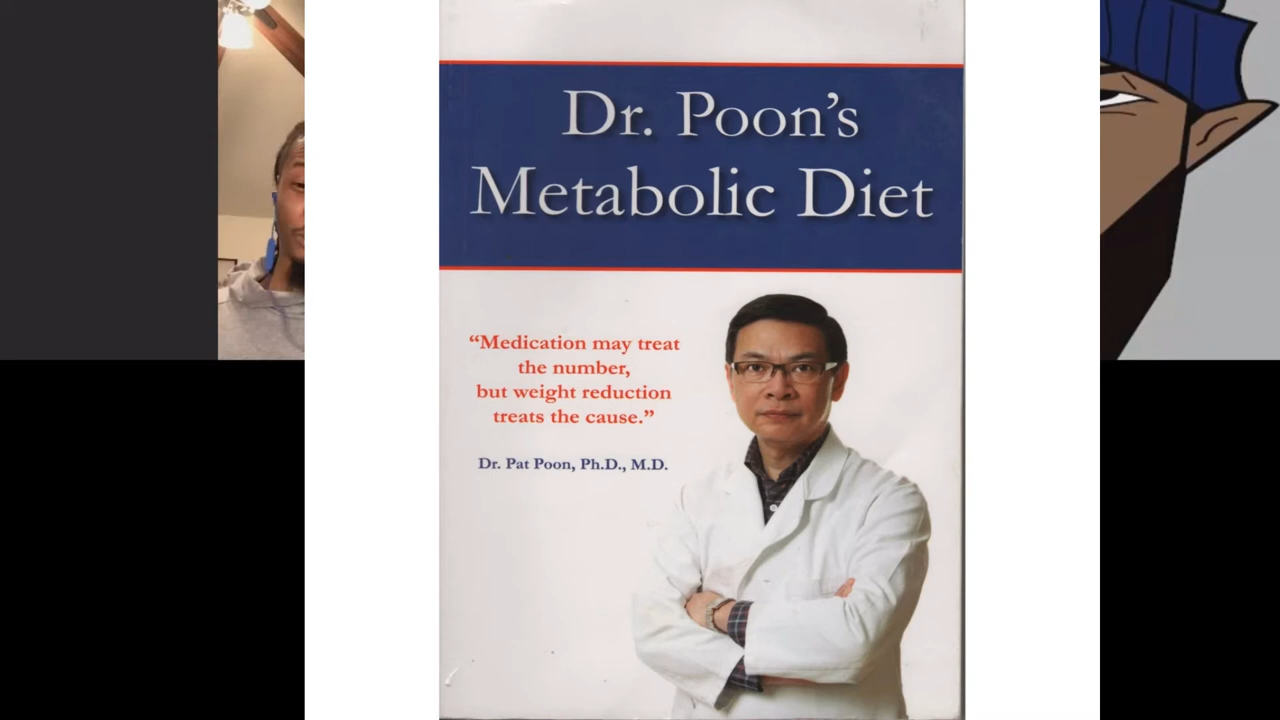 Dr. Poon's
Metabolic Diet
“Medication may treat
the number,
but weight reduction
treats the cause.”
Dr. Pat Poon, Ph.D., M.D.